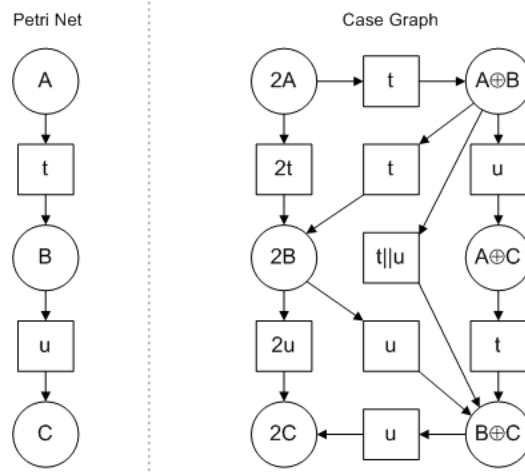 Petri Net
Case Graph
A
t
B
u
C
2A
t
A⊕B
2t
t
u
2B
t||u
A⊕C
2u
u
t
2C
u
B⊕C